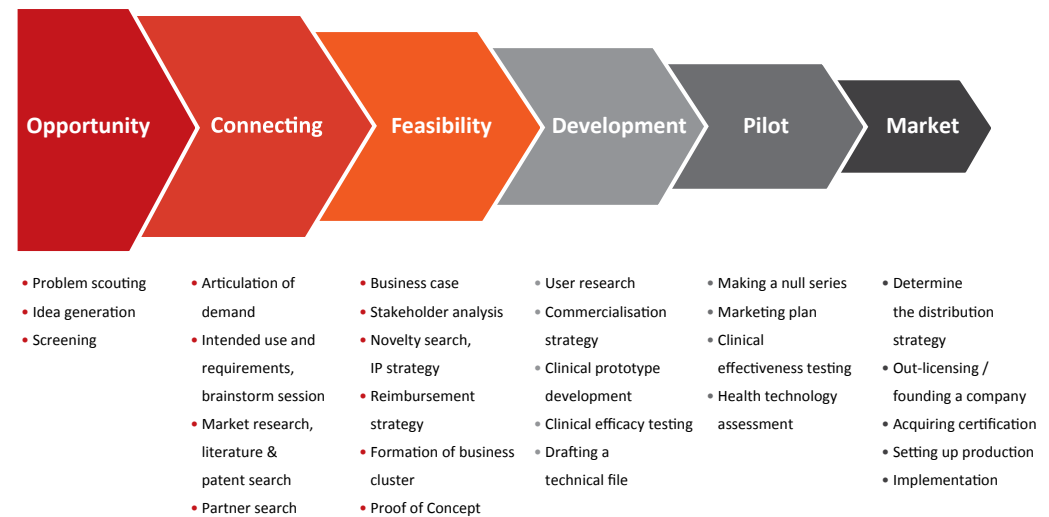 Opportunity
Connecting
Feasibility
Development
Pilot
Market
• Problem scouting
• Idea generation
• Screening
• Articulation of
demand
• Intended use and
requirements,
brainstorm session
• Market research,
literature &
patent search
• Partner search
• Business case
• Stakeholder analysis
• Novelty search,
IP strategy
• Reimbursement
strategy
• Formation of business
cluster
• Proof of Concept
• User research
• Commercialisation
strategy
• Clinical prototype
development
• Clinical efficacy testing
• Drafting a
technical file
• Making a null series
• Marketing plan
• Clinical
effectiveness testing
• Health technology
assessment
• Determine
the distribution
strategy
• Out-licensing /
founding a company
• Acquiring certification
• Setting up production
• Implementation